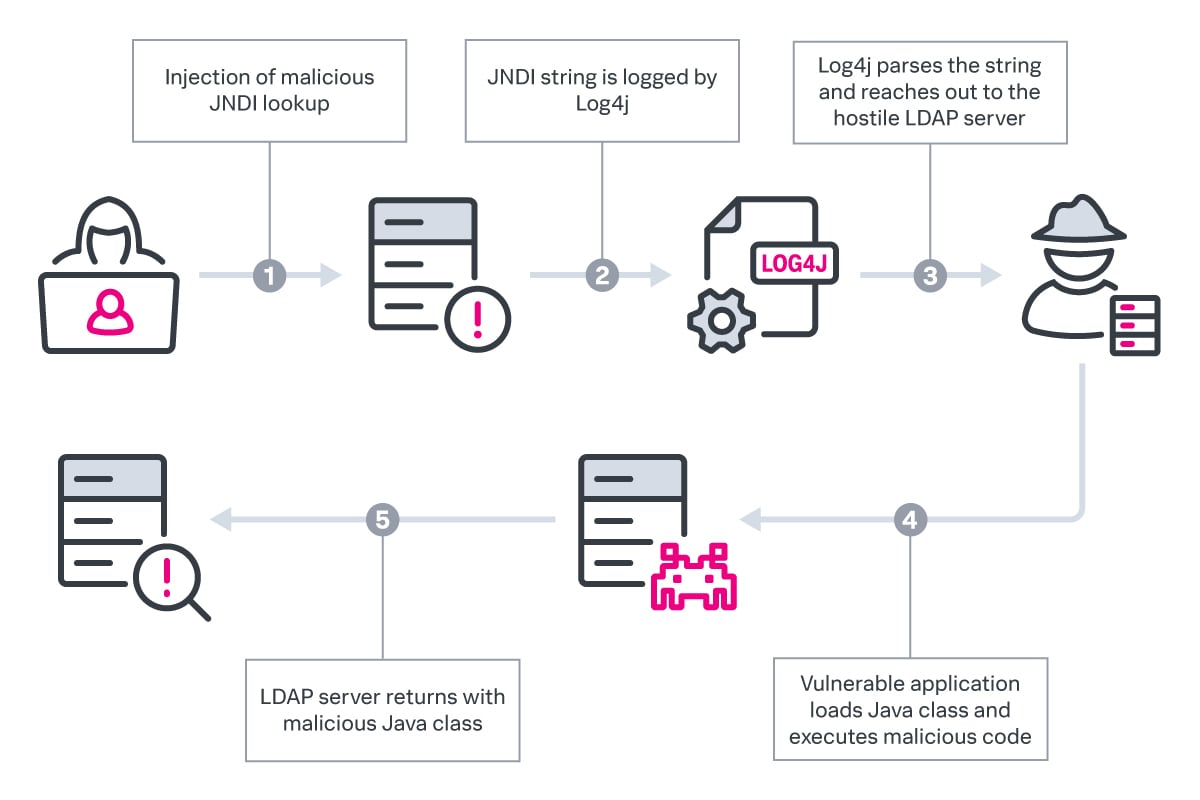 Injection of malicious
JNDI lookup
JNDI string is logged by
Log4j
Log4j parses the string
and reaches out to the
hostile LDAP server
1
2
LOG4J
3
5
4
LDAP server returns with
malicious Java class
Vulnerable application
loads Java class and
executes malicious code